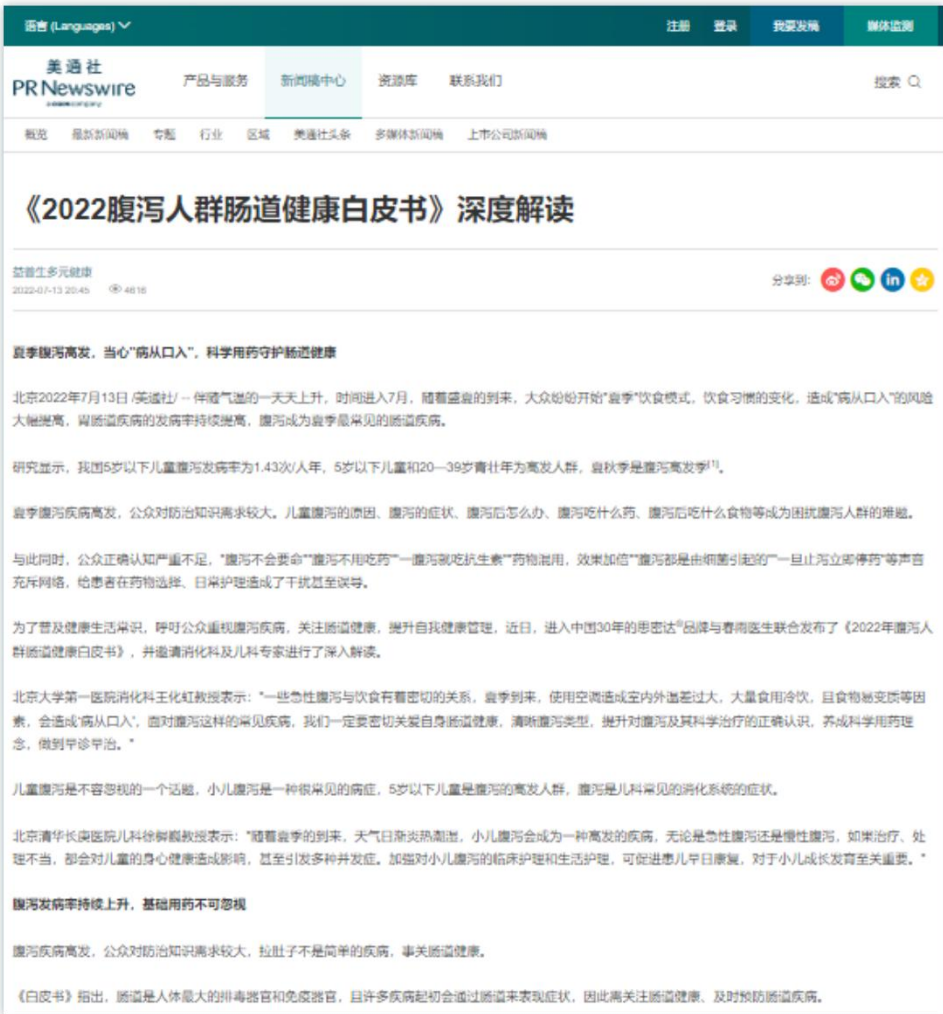 语言 (Languages)
注册 登录 我要发稿 媒体监测
美通社
PR Newswire
产品与服务 新闻稿中心 资源库 联系我们
搜索
概览 最新新闻稿 专题 行业 区域 美通社头条 多媒体新闻稿 上市公司新闻稿
《2022腹泻人群肠道健康白皮书》深度解读
益普生多元健康
2022-07-13 20:45 4616
分享到:
夏季腹泻高发，当心"病从口入"，科学用药守护肠道健康
北京2022年7月13日 /美通社/ -- 伴随气温的一天天上升，时间进入7月，随着盛夏的到来，大众纷纷开始"夏季"饮食模式，饮食习惯的变化，造成"病从口入"的风险
大幅提高，胃肠道疾病的发病率持续提高，腹泻成为夏季最常见的肠道疾病。
研究显示，我国5岁以下儿童腹泻发病率为1.43次/人年，5岁以下儿童和20—39岁青壮年为高发人群，夏秋季是腹泻高发季[1]。
夏季腹泻疾病高发，公众对防治知识需求较大。儿童腹泻的原因、腹泻的症状、腹泻后怎么办、腹泻吃什么药、腹泻后吃什么食物等成为困扰腹泻人群的难题。
与此同时，公众正确认知严重不足，"腹泻不会要命""腹泻不用吃药""一腹泻就吃抗生素""药物混用，效果加倍""腹泻都是由细菌引起的""一旦止泻立即停药"等声音
充斥网络，给患者在药物选择、日常护理造成了干扰甚至误导。
为了普及健康生活常识，呼吁公众重视腹泻疾病，关注肠道健康，提升自我健康管理，近日，进入中国30年的思密达®品牌与春雨医生联合发布了《2022年腹泻人
群肠道健康白皮书》，并邀请消化科及儿科专家进行了深入解读。
北京大学第一医院消化科王化虹教授表示："一些急性腹泻与饮食有着密切的关系，夏季到来，使用空调造成室内外温差过大，大量食用冷饮，且食物易变质等因
素，会造成'病从口入'，面对腹泻这样的常见疾病，我们一定要密切关爱自身肠道健康，清晰腹泻类型，提升对腹泻及其科学治疗的正确认识，养成科学用药理
念，做到早诊早治。"
儿童腹泻是不容忽视的一个话题，小儿腹泻是一种很常见的病症，5岁以下儿童是腹泻的高发人群，腹泻是儿科常见的消化系统的症状。
北京清华长庚医院儿科徐樨巍教授表示："随着夏季的到来，天气日渐炎热潮湿，小儿腹泻会成为一种高发的疾病，无论是急性腹泻还是慢性腹泻，如果治疗、处
理不当，都会对儿童的身心健康造成影响，甚至引发多种并发症。加强对小儿腹泻的临床护理和生活护理，可促进患儿早日康复，对于小儿成长发育至关重要。"
腹泻发病率持续上升，基础用药不可忽视
腹泻疾病高发，公众对防治知识需求较大，拉肚子不是简单的疾病，事关肠道健康。
《白皮书》指出，肠道是人体最大的排毒器官和免疫器官，且许多疾病起初会通过肠道来表现症状，因此需关注肠道健康、及时预防肠道疾病。